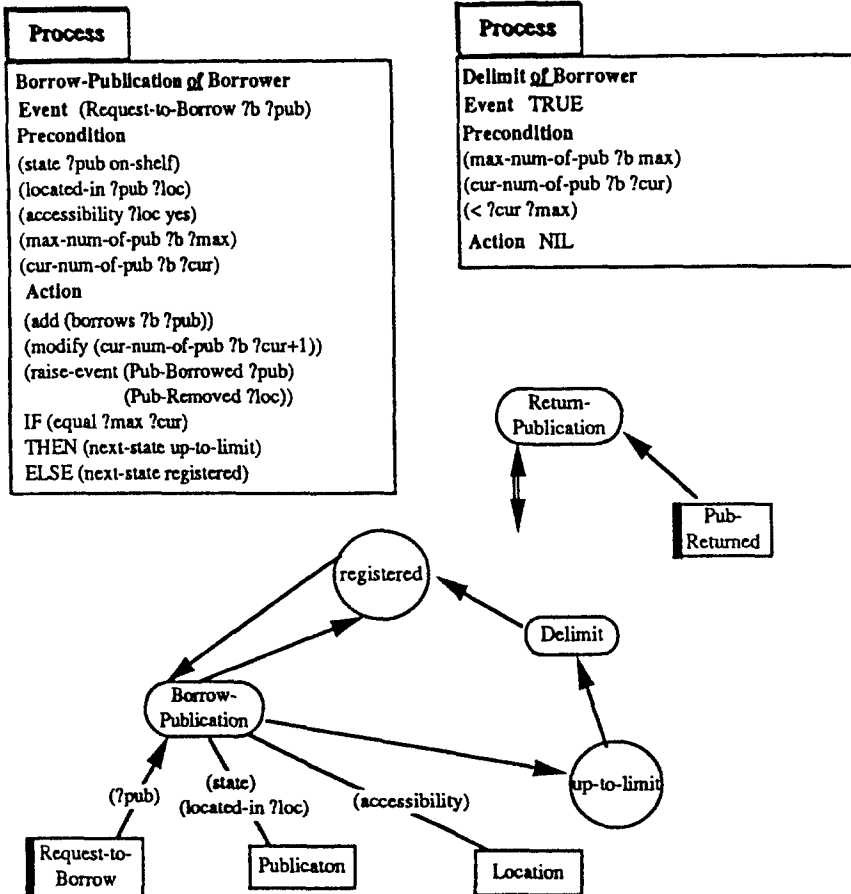 Process
Borrow-Publication of Borrower
Event (Request-to-Borrow ?b ?pub)
Precondition
(state ?pub on-shelf)
(located-in ?pub ?loc)
(accessibility ?loc yes)
(max-num-of-pub ?b ?max)
(cur-num-of-pub ?b ?cur)
Action
(add (borrows ?b ?pub))
(modify (cur-num-of-pub ?b ?cur+1))
(raise-event (Pub-Borrowed ?pub)
(Pub-Removed ?loc))
IF (equal ?max ?cur)
THEN (next-state up-to-limit)
ELSE (next-state registered)
Process
Delimit of Borrower
Event TRUE
Precondition
(max-num-of-pub ?b max)
(cur-num-of-pub ?b ?cur)
(< ?cur ?max)
Action NIL
Return-
Publication
Pub-
Returned
registered
Delimit
Borrow-
Publication
up-to-limit
(?pub)
(state)
(located-in ?loc)
(accessibility)
Request-to-
Borrow
Publicaton
Location